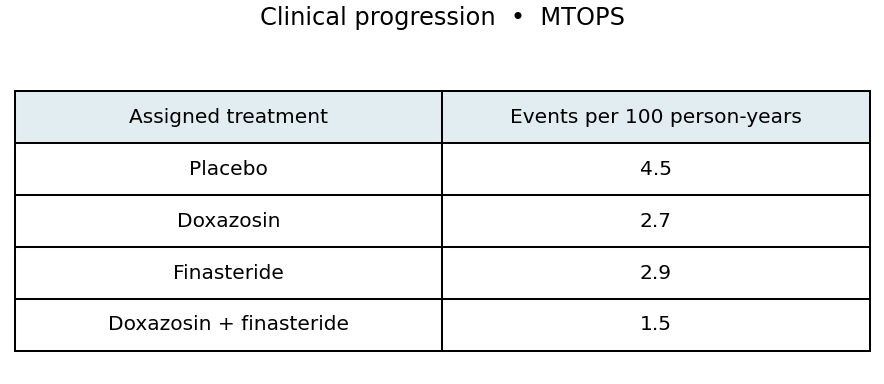 Clinical progression • MTOPS
Assigned treatment Events per 100 person-years
Placebo 4.5
Doxazosin 2.7
Finasteride 2.9
Doxazosin + finasteride 1.5